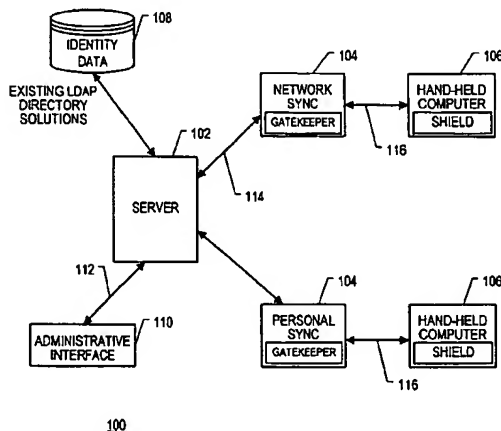 108
IDENTITY
DATA
EXISTING LDAP
DIRECTORY
SOLUTIONS
104
NETWORK
SYNC
GATEKEEPER
106
HAND-HELD
COMPUTER
SHIELD
116
102
SERVER
114
112
104
PERSONAL
SYNC
GATEKEEPER
106
HAND-HELD
COMPUTER
SHIELD
116
ADMINISTRATIVE
INTERFACE
110
100